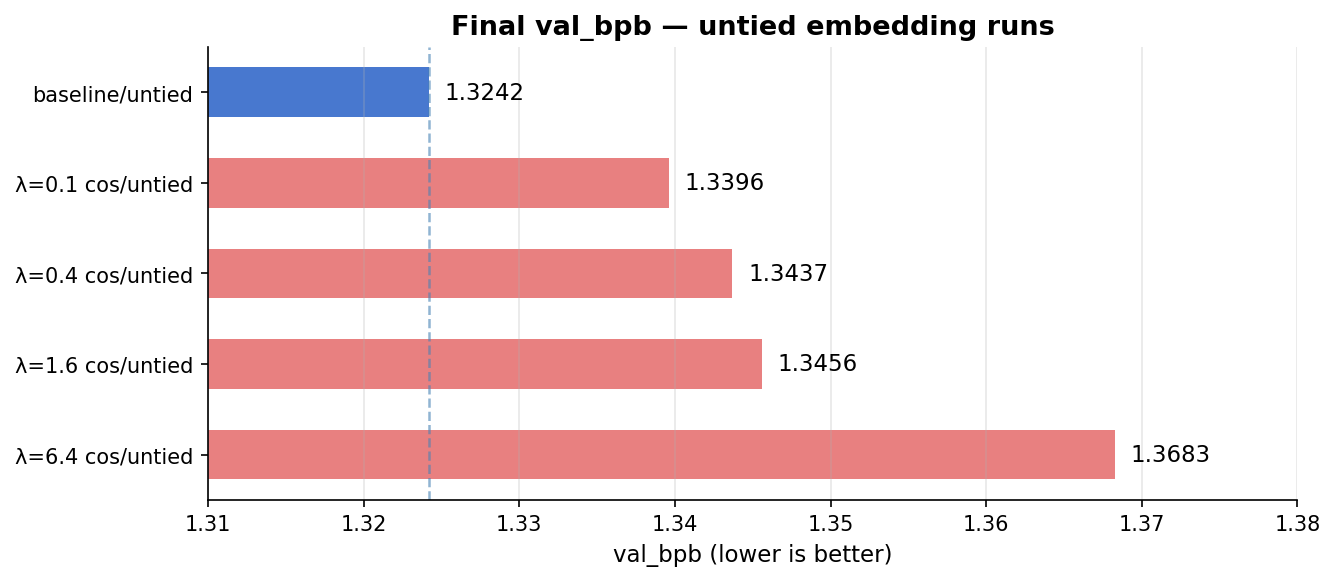 Final val_bpb — untied embedding runs
baseline/untied
1.3242
λ=0.1 cos/untied
1.3396
λ=0.4 cos/untied
1.3437
λ=1.6 cos/untied
1.3456
λ=6.4 cos/untied
1.3683
1.31 1.32 1.33 1.34 1.35 1.36 1.37 1.38
val_bpb (lower is better)